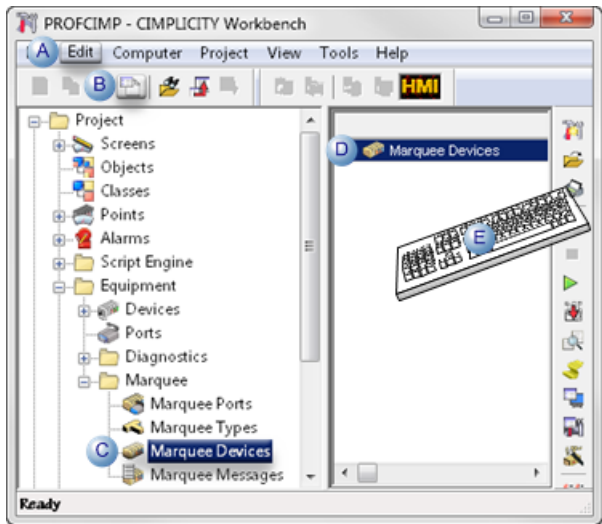 PROFCIMP - CIMPLICITY Workbench
A Edit Computer Project View Tools Help
B HMI
Project
Screens
Objects
Classes
Points
Alarms
Script Engine
Equipment
Devices
Ports
Diagnostics
Marquee
Marquee Ports
Marquee Types
C Marquee Devices
Marquee Messages
D Marquee Devices
E
Ready